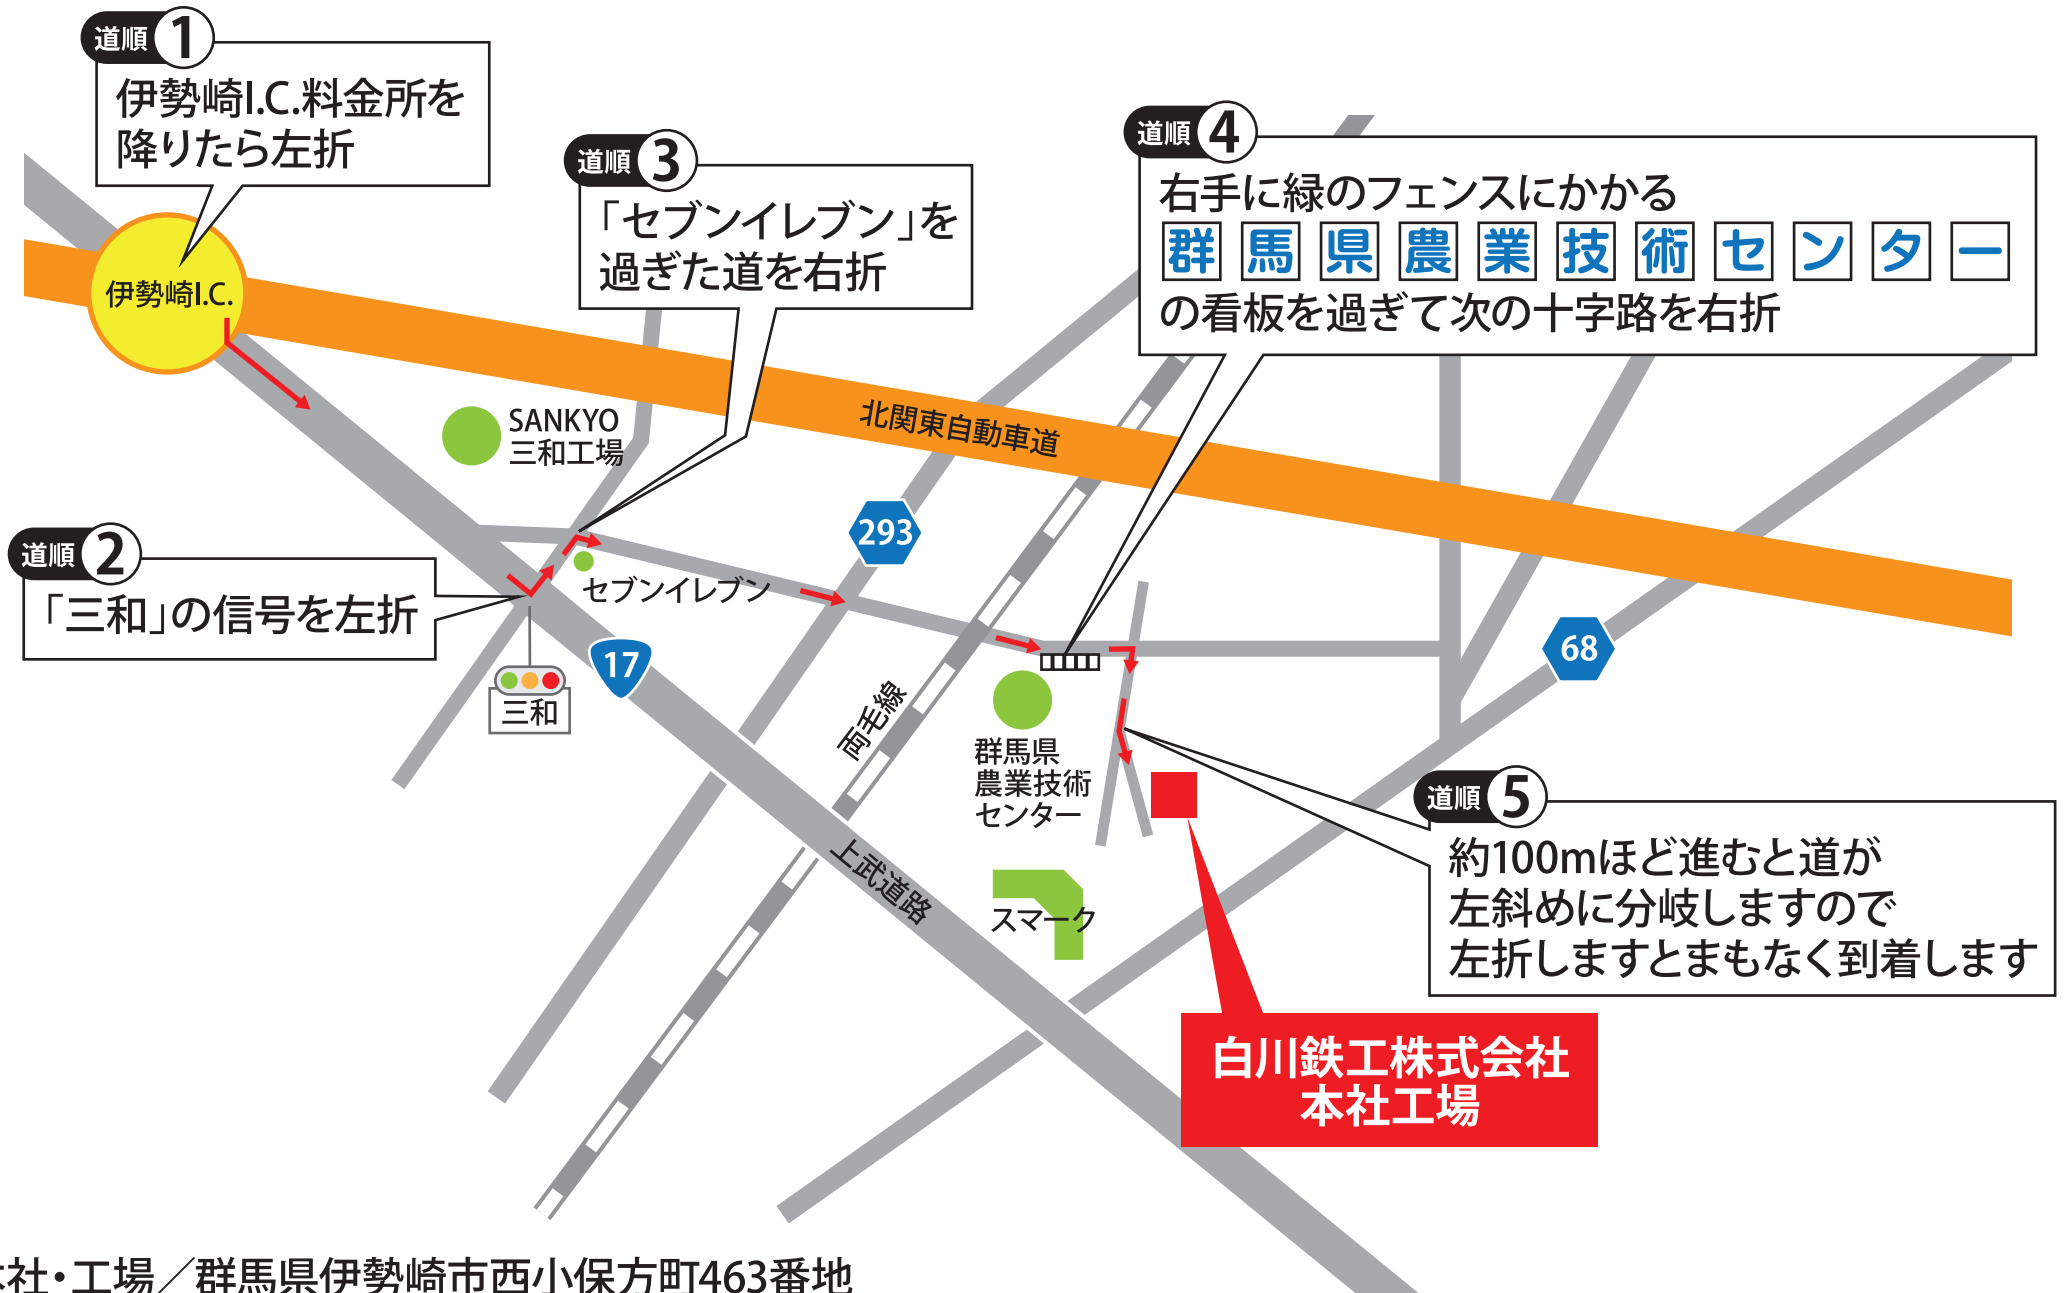 道順 1
伊勢崎I.C.料金所を
降りたら左折
道順 3
「セブンイレブン」を
過ぎた道を右折
道順 4
右手に緑のフェンスにかかる
群馬県農業技術センター
の看板を過ぎて次の十字路を右折
伊勢崎I.C.
SANKYO
三和工場
北関東自動車道
293
道順 2
「三和」の信号を左折
セブンイレブン
17
三和
68
両毛線
群馬県
農業技術
センター
道順 5
約100mほど進むと道が
左斜めに分岐しますので
左折しますとまもなく到着します
上武道路
スマーク
白川鉄工株式会社
本社工場
本社・工場／群馬県伊勢崎市西小保方町463番地